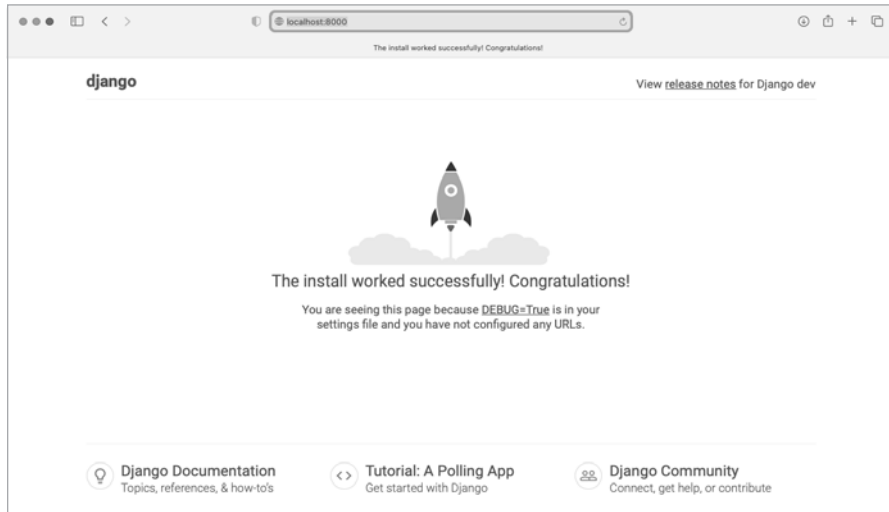 localhost:8000
The install worked successfully! Congratulations!
django
View release notes for Django dev
The install worked successfully! Congratulations!
You are seeing this page because DEBUG=True is in your
settings file and you have not configured any URLs.
Django Documentation
Topics, references, & how-to's
Tutorial: A Polling App
Get started with Django
Django Community
Connect, get help, or contribute